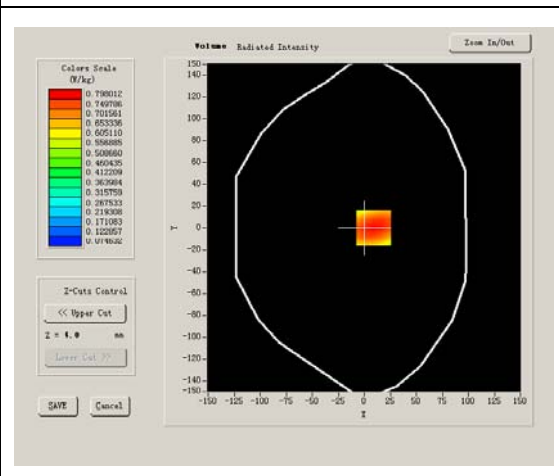 Volume Radiated Intensity
Zoom In/Out
Colors Scale
(W/kg)
0.798012
0.749786
0.701561
0.653336
0.605110
0.556885
0.508660
0.460435
0.412209
0.363984
0.315759
0.267533
0.219308
0.171083
0.122857
0.074632
Z-Cuts Control
<< Upper Cut
Z = 4.0 mm
Lower Cut >>
SAVE
Cancel
150
140
120
100
80
60
40
20
0
-20
-40
-60
-80
-100
-120
-140
-150
Y
-150 -125 -100 -75 -50 -25 0 25 50 75 100 125 150
X